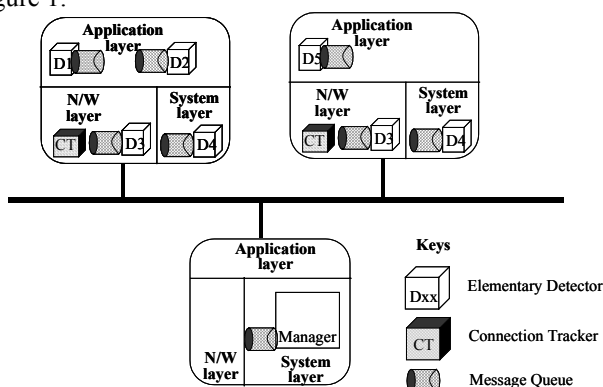 gure 1.
Application
layer
D1
D2
N/W
layer
System
layer
CT
D3
D4
Application
layer
D5
N/W
layer
System
layer
CT
D3
D4
Application
layer
Manager
N/W
layer
System
layer
Keys
Dxx
Elementary Detector
CT
Connection Tracker
Message Queue